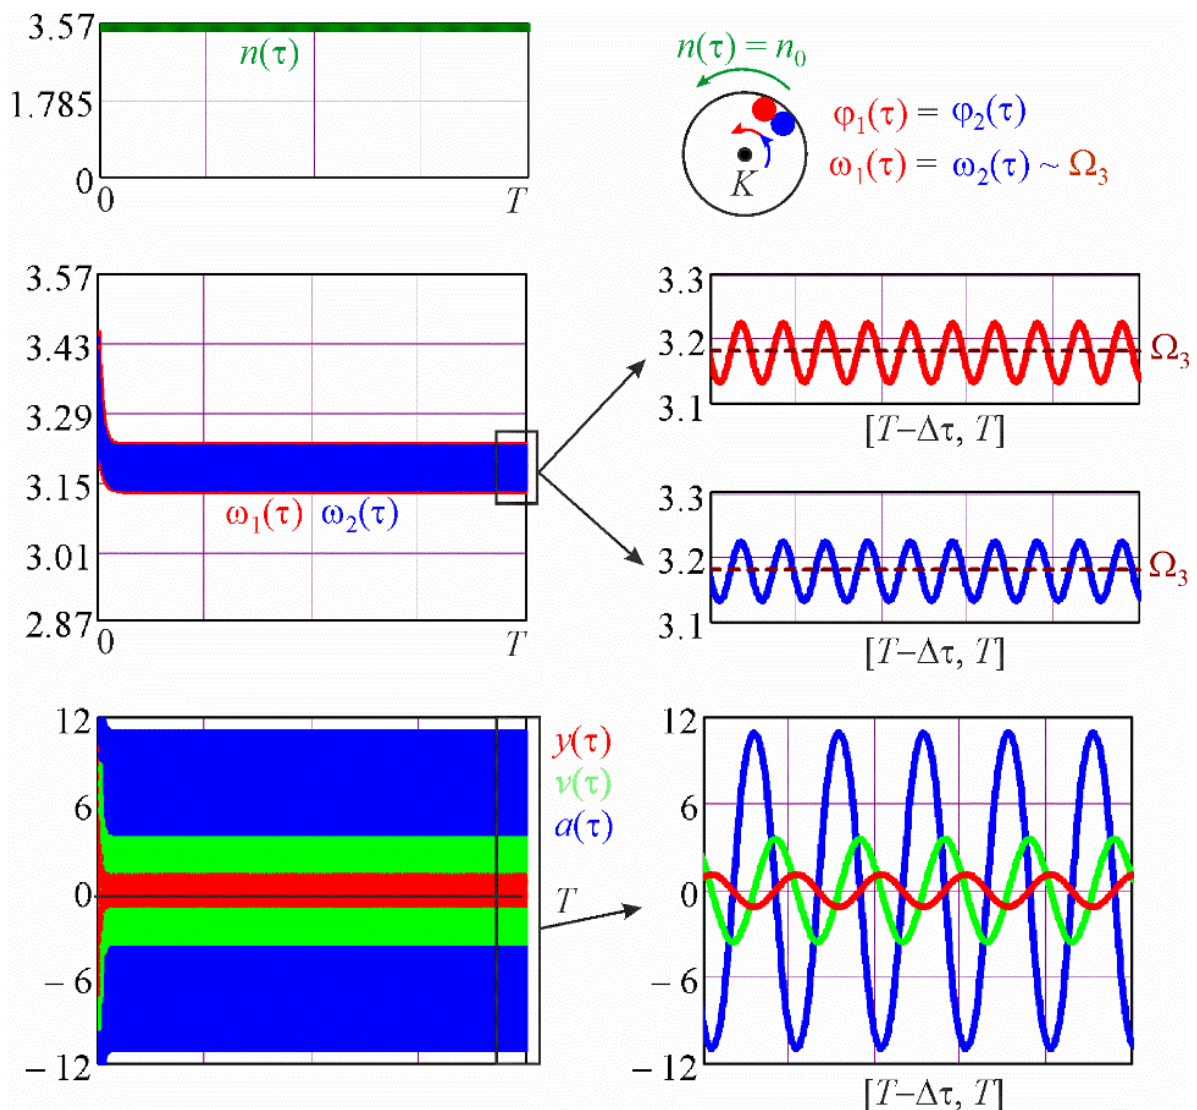 3.57
n(τ)
1.785
0
0
T
n(τ) = n₀
K
φ₁(τ) = φ₂(τ)
ω₁(τ) = ω₂(τ) ~ Ω₃
3.57
3.43
3.29
3.15
3.01
2.87
ω₁(τ) ω₂(τ)
0
T
3.3
3.2
3.1
Ω₃
[T–Δτ, T]
3.3
3.2
3.1
Ω₃
[T–Δτ, T]
12
6
0
– 6
– 12
y(τ)
v(τ)
a(τ)
T
12
6
0
– 6
– 12
[T–Δτ, T]